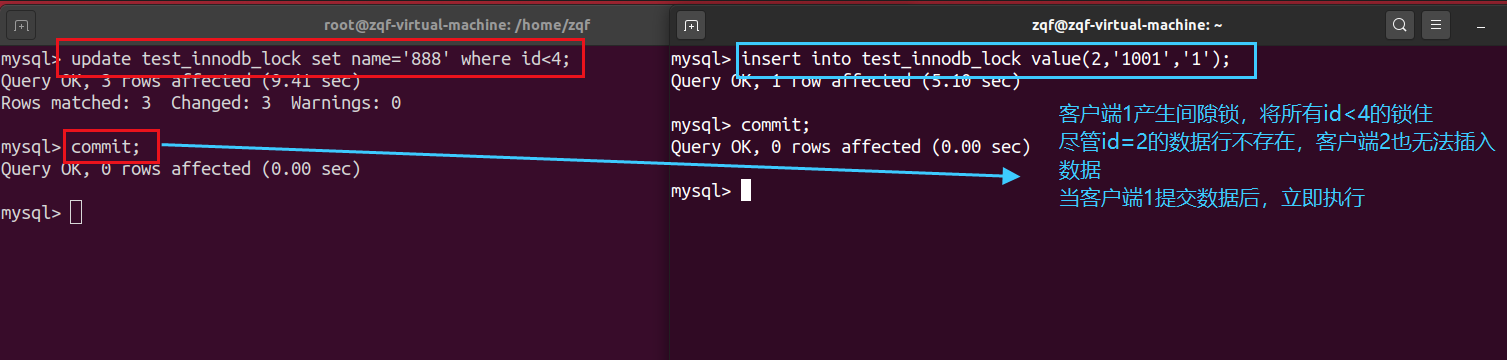 root@zqf-virtual-machine: /home/zqf
mysql> update test_innodb_lock set name='888' where id<4;
Query OK, 3 rows affected (9.41 sec)
Rows matched: 3  Changed: 3  Warnings: 0
mysql> commit;
Query OK, 0 rows affected (0.00 sec)
mysql>
zqf@zqf-virtual-machine: ~
mysql> insert into test_innodb_lock value(2,'1001','1');
Query OK, 1 row affected (5.10 sec)
mysql> commit;
Query OK, 0 rows affected (0.00 sec)
mysql>
客户端1产生间隙锁，将所有id<4的锁住
尽管id=2的数据行不存在，客户端2也无法插入
数据
当客户端1提交数据后，立即执行